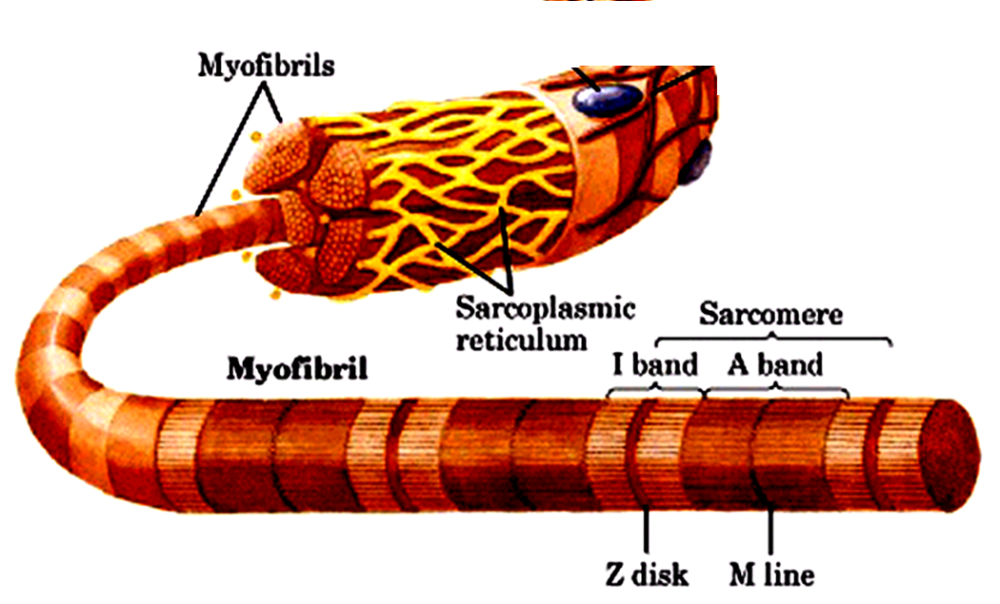 Myofibrils
Sarcoplasmic
reticulum
Sarcomere
Myofibril
I band
A band
Z disk
M line